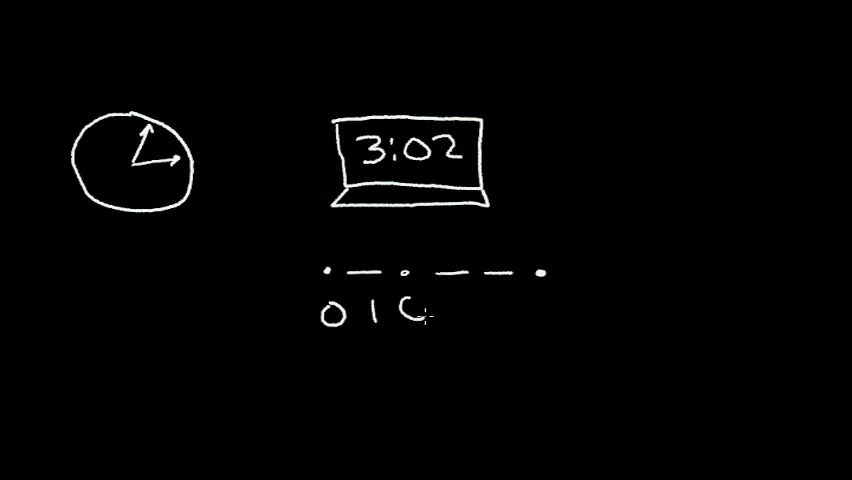 3:02
. — . — — .
0 1